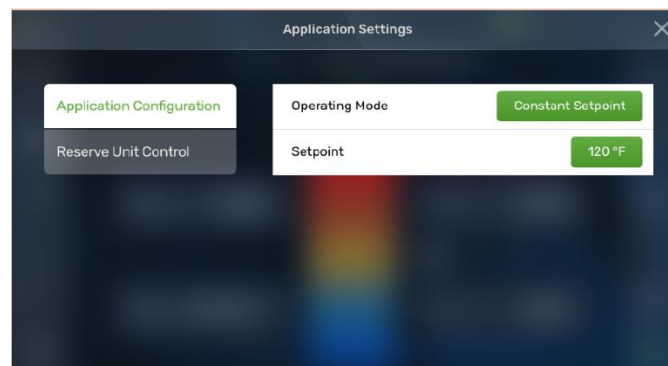 Application Settings
Application Configuration
Reserve Unit Control
Operating Mode
Constant Setpoint
Setpoint
120 °F